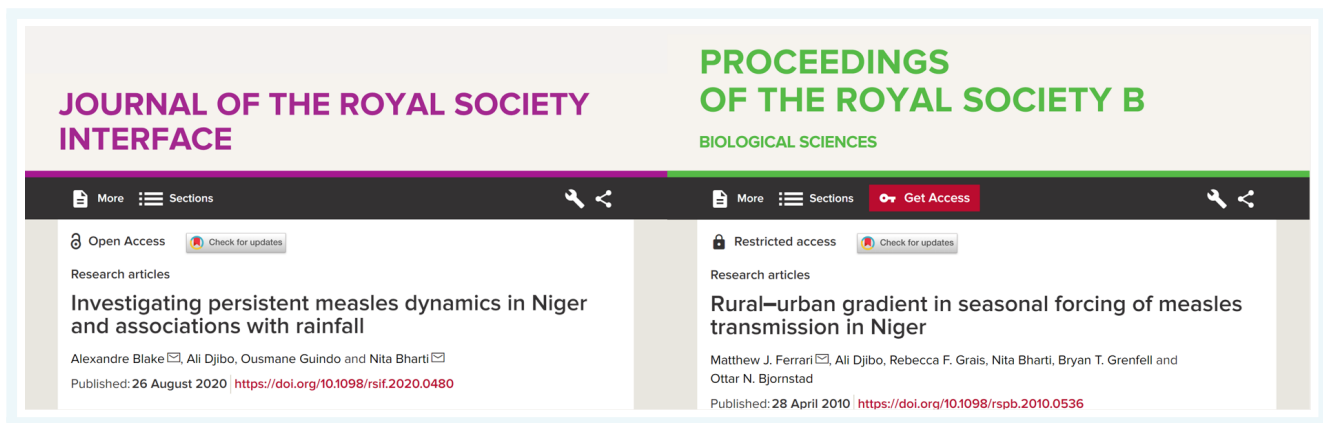 JOURNAL OF THE ROYAL SOCIETY
INTERFACE
More Sections
Open Access Check for updates
Research articles
Investigating persistent measles dynamics in Niger
and associations with rainfall
Alexandre Blake, Ali Djibo, Ousmane Guindo and Nita Bharti
Published: 26 August 2020 https://doi.org/10.1098/rsif.2020.0480
PROCEEDINGS
OF THE ROYAL SOCIETY B
BIOLOGICAL SCIENCES
More Sections Get Access
Restricted access Check for updates
Research articles
Rural–urban gradient in seasonal forcing of measles
transmission in Niger
Matthew J. Ferrari, Ali Djibo, Rebecca F. Grais, Nita Bharti, Bryan T. Grenfell and
Ottar N. Bjornstad
Published: 28 April 2010 https://doi.org/10.1098/rspb.2010.0536